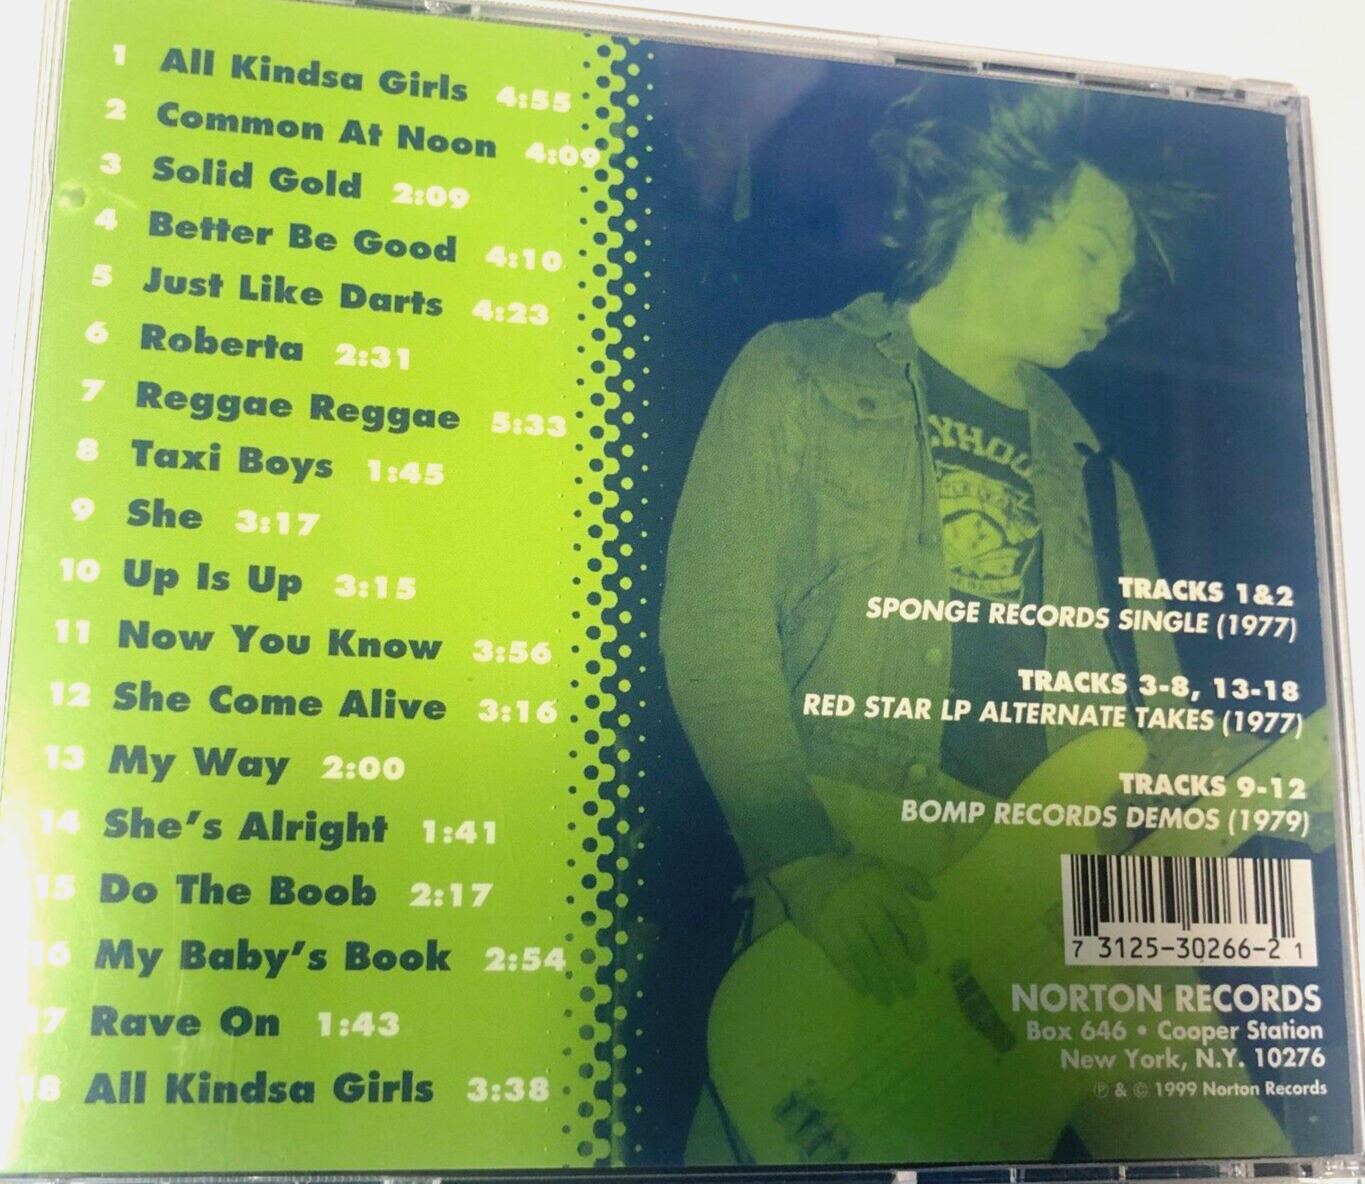 1 All Kindsa Girls 4:55
2 Common At Noon 4:09
3 Solid Gold 2:09
4 Better Be Good 4:10
5 Just Like Darts 4:23
6 Roberta 2:31
7 Reggae Reggae 5:33
8 Taxi Boys 1:45
9 She 3:17
10 Up Is Up 3:15
11 Now You Know 3:56
12 She Come Alive 3:16
13 My Way 2:00
14 She's Alright 1:41
15 Do The Boob 2:17
16 My Baby's Book 2:54
17 Rave On 1:43
18 All Kindsa Girls 3:38
TRACKS 1&2
SPONGE RECORDS SINGLE (1977)
TRACKS 3-8, 13-18
RED STAR LP ALTERNATE TAKES (1977)
TRACKS 9-12
BOMP RECORDS DEMOS (1979)
7 3125-30266-2 1
NORTON RECORDS
Box 646 • Cooper Station
New York, N.Y. 10276
℗ & © 1999 Norton Records